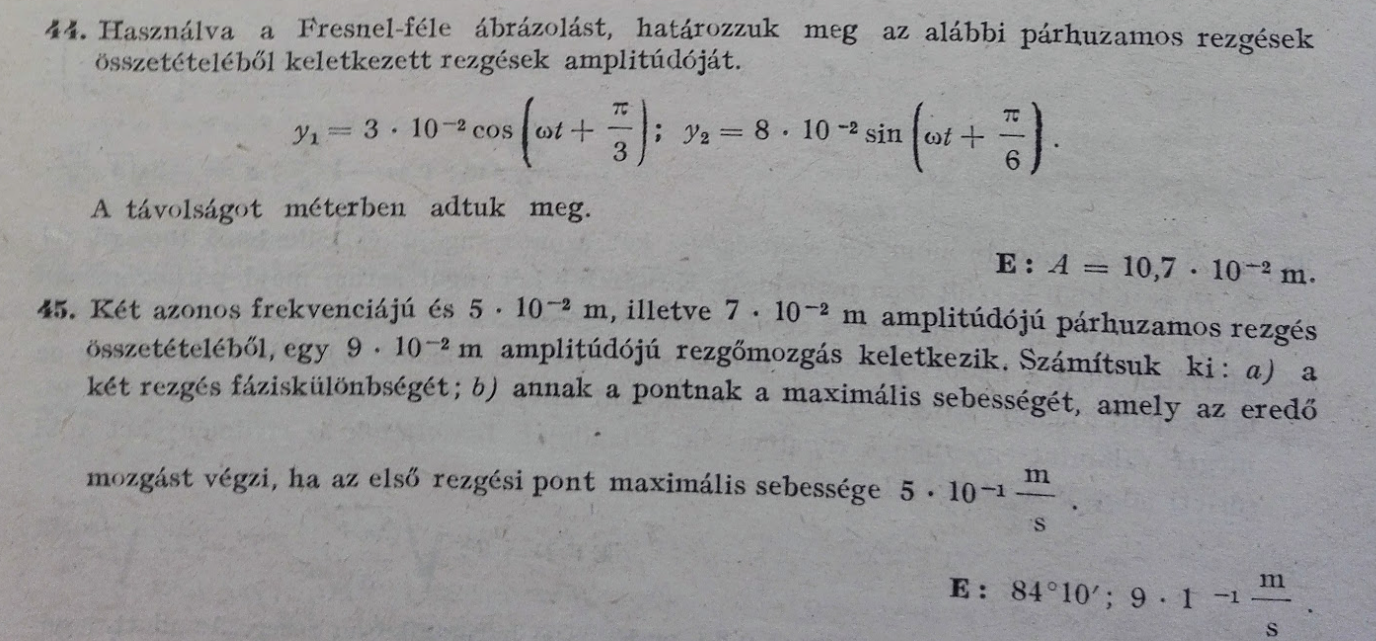 44. Használva a Fresnel-féle ábrázolást, határozzuk meg az alábbi párhuzamos rezgések
összetételéből keletkezett rezgések amplitúdóját.
y₁ = 3 · 10⁻² cos (ωt + π/3); y₂ = 8 · 10⁻² sin (ωt + π/6).
A távolságot méterben adtuk meg.
E: A = 10,7 · 10⁻² m.
45. Két azonos frekvenciájú és 5 · 10⁻² m, illetve 7 · 10⁻² m amplitúdójú párhuzamos rezgés
összetételéből, egy 9 · 10⁻² m amplitúdójú rezgőmozgás keletkezik. Számítsuk ki: a) a
két rezgés fáziskülönbségét; b) annak a pontnak a maximális sebességét, amely az eredő
mozgást végzi, ha az első rezgési pont maximális sebessége 5 · 10⁻¹ m/s.
E: 84°10′; 9 · 1 ⁻¹ m/s.